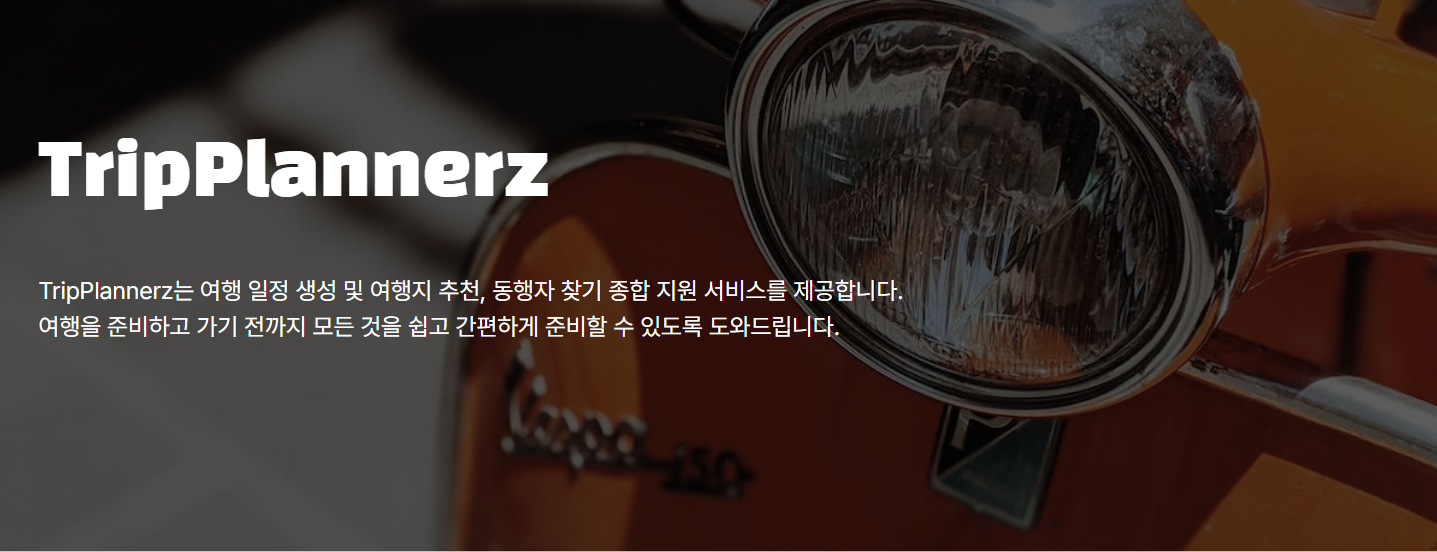 TripPlannerz
TripPlannerz는 여행 일정 생성 및 여행지 추천, 동행자 찾기 종합 지원 서비스를 제공합니다.
여행을 준비하고 가기 전까지 모든 것을 쉽고 간편하게 준비할 수 있도록 도와드립니다.
Vespa 150